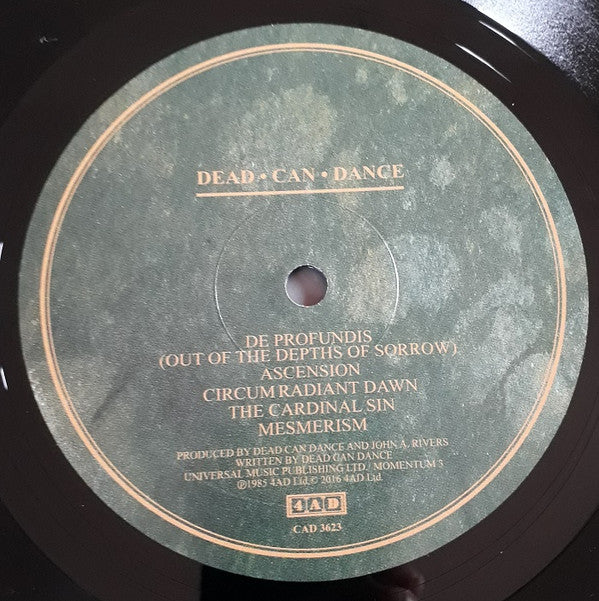 DEAD • CAN • DANCE
DE PROFUNDIS
(OUT OF THE DEPTHS OF SORROW)
ASCENSION
CIRCUMRADIANT DAWN
THE CARDINAL SIN
MESMERISM
PRODUCED BY DEAD CAN DANCE AND JOHN A. RIVERS
WRITTEN BY DEAD CAN DANCE
UNIVERSAL MUSIC PUBLISHING LTD./ MOMENTUM 3
℗1985 4AD Ltd.© 2016 4AD Ltd.
4AD
CAD 3623